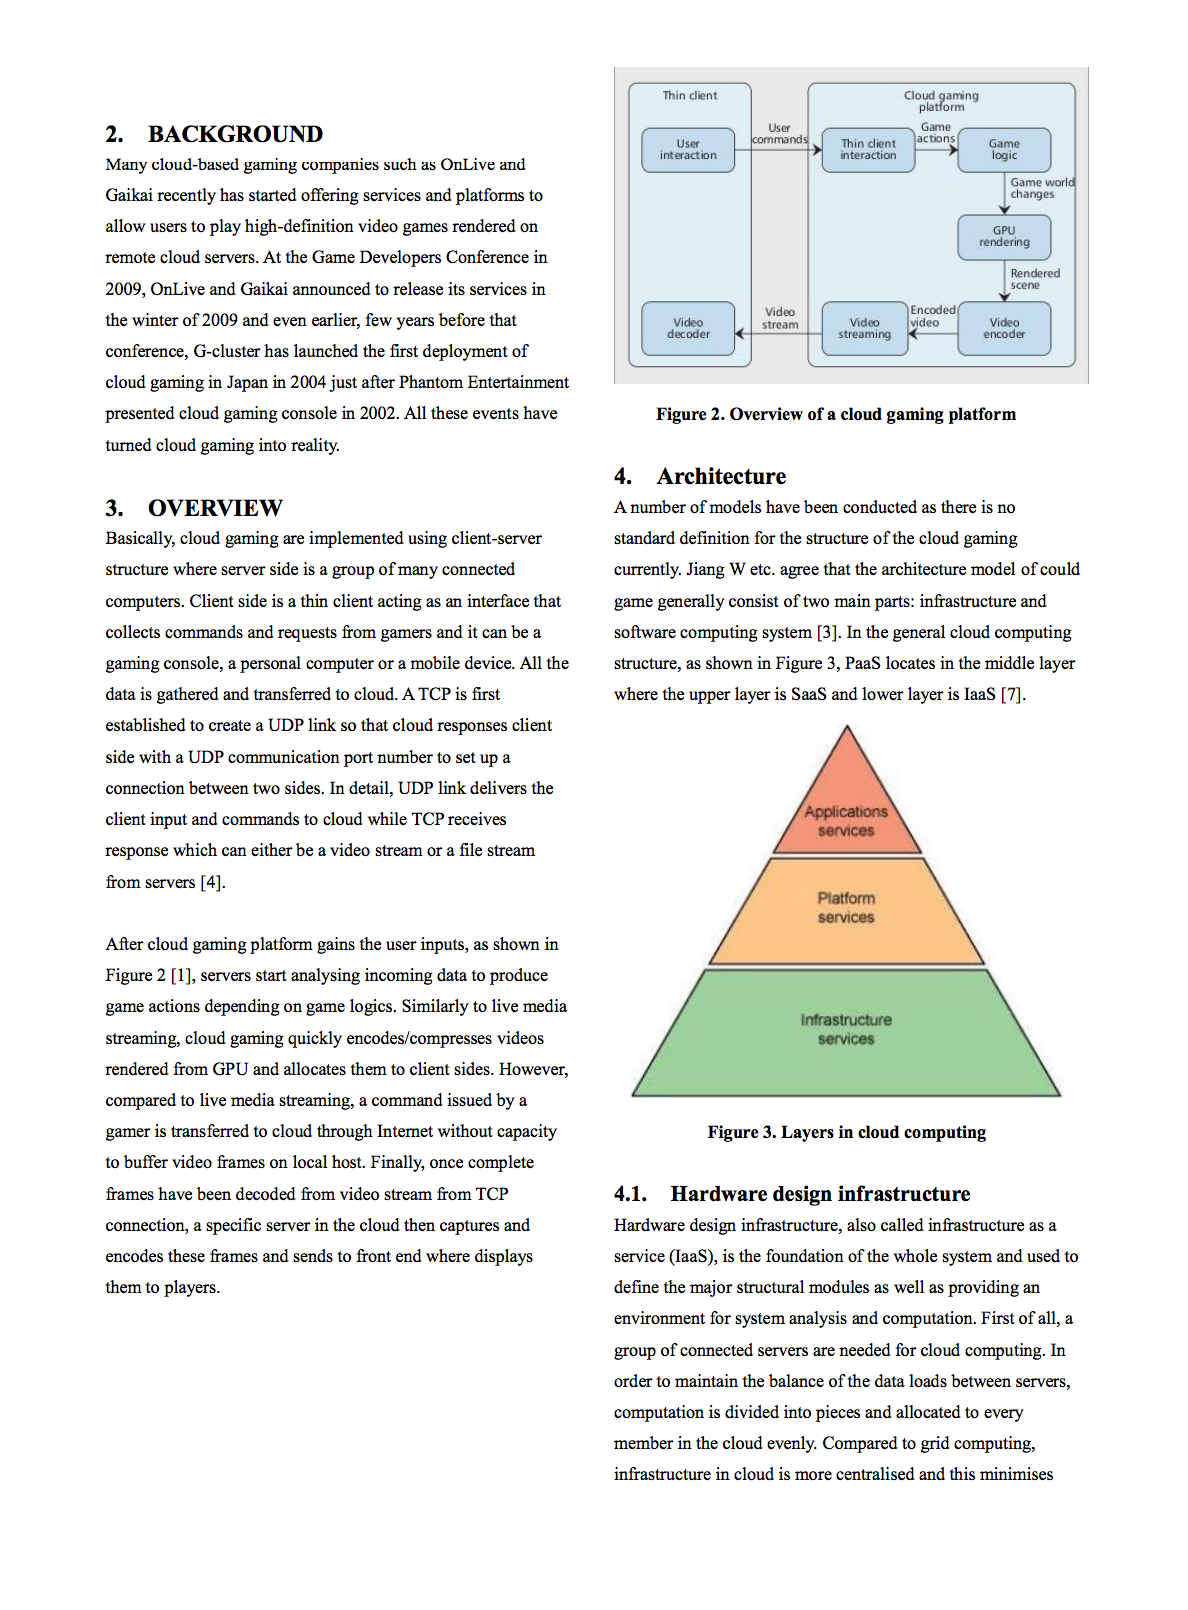 2. BACKGROUND
Many cloud-based gaming companies such as OnLive and
Gaikai recently has started offering services and platforms to
allow users to play high-definition video games rendered on
remote cloud servers. At the Game Developers Conference in
2009, OnLive and Gaikai announced to release its services in
the winter of 2009 and even earlier, few years before that
conference, G-cluster has launched the first deployment of
cloud gaming in Japan in 2004 just after Phantom Entertainment
presented cloud gaming console in 2002. All these events have
turned cloud gaming into reality.
3. OVERVIEW
Basically, cloud gaming are implemented using client-server
structure where server side is a group of many connected
computers. Client side is a thin client acting as an interface that
collects commands and requests from gamers and it can be a
gaming console, a personal computer or a mobile device. All the
data is gathered and transferred to cloud. A TCP is first
established to create a UDP link so that cloud responses client
side with a UDP communication port number to set up a
connection between two sides. In detail, UDP link delivers the
client input and commands to cloud while TCP receives
response which can either be a video stream or a file stream
from servers [4].
After cloud gaming platform gains the user inputs, as shown in
Figure 2 [1], servers start analysing incoming data to produce
game actions depending on game logics. Similarly to live media
streaming, cloud gaming quickly encodes/compresses videos
rendered from GPU and allocates them to client sides. However,
compared to live media streaming, a command issued by a
gamer is transferred to cloud through Internet without capacity
to buffer video frames on local host. Finally, once complete
frames have been decoded from video stream from TCP
connection, a specific server in the cloud then captures and
encodes these frames and sends to front end where displays
them to players.
Thin client
Cloud gaming
platform
User
interaction
User
commands
Thin client
interaction
Game
actions
Game
logic
Game world
changes
GPU
rendering
Rendered
scene
Video
decoder
Video
stream
Video
streaming
Encoded
video
Video
encoder
Figure 2. Overview of a cloud gaming platform
4. Architecture
A number of models have been conducted as there is no
standard definition for the structure of the cloud gaming
currently. Jiang W etc. agree that the architecture model of could
game generally consist of two main parts: infrastructure and
software computing system [3]. In the general cloud computing
structure, as shown in Figure 3, PaaS locates in the middle layer
where the upper layer is SaaS and lower layer is IaaS [7].
Applications
services
Platform
services
Infrastructure
services
Figure 3. Layers in cloud computing
4.1. Hardware design infrastructure
Hardware design infrastructure, also called infrastructure as a
service (IaaS), is the foundation of the whole system and used to
define the major structural modules as well as providing an
environment for system analysis and computation. First of all, a
group of connected servers are needed for cloud computing. In
order to maintain the balance of the data loads between servers,
computation is divided into pieces and allocated to every
member in the cloud evenly. Compared to grid computing,
infrastructure in cloud is more centralised and this minimises